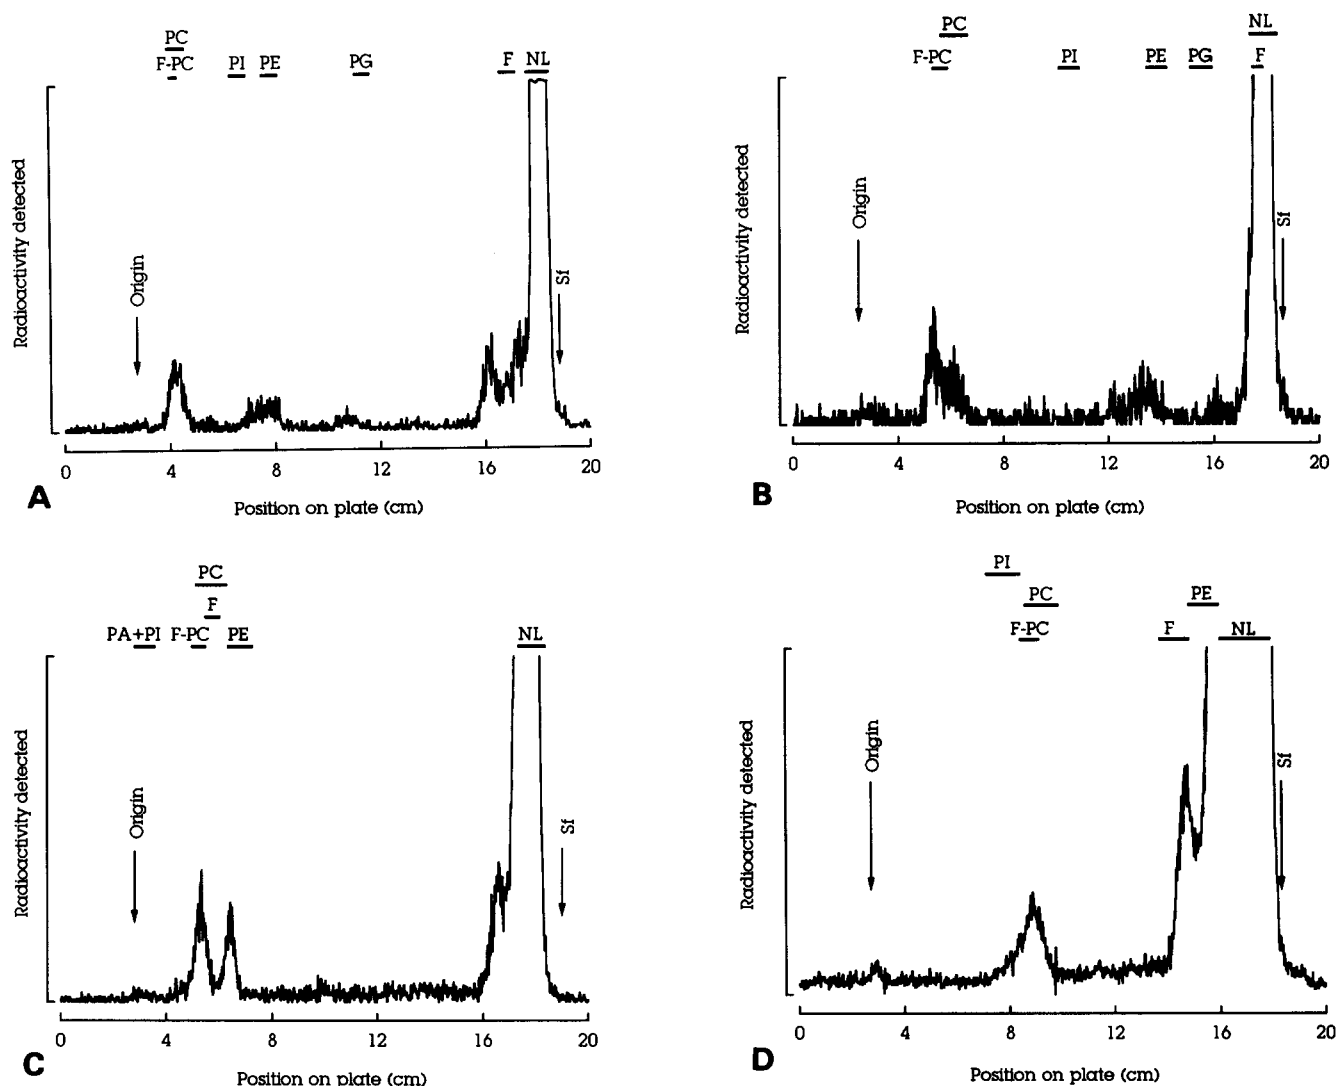 PC
F-PC PI PE PG F NL
Radioactivity detected
Origin
Sf
0 4 8 12 16 20
A
Position on plate (cm)
PC NL
F-PC PI PE PG F
Radioactivity detected
Origin
Sf
0 4 8 12 16 20
B
Position on plate (cm)
PC
F
PA+PI F-PC PE NL
Radioactivity detected
Origin
Sf
0 4 8 12 16 20
C
Position on plate (cm)
PI
PC PE
F-PC F NL
Radioactivity detected
Origin
Sf
0 4 8 12 16 20
D
Position on plate (cm)